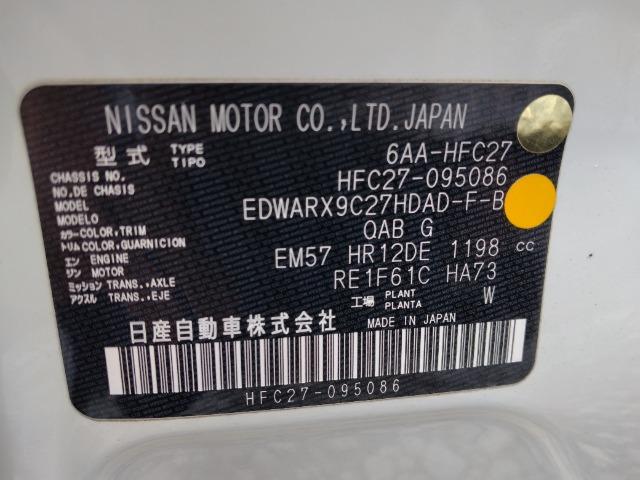 NISSAN MOTOR CO.,LTD.JAPAN
型式 TYPE TIPO 6AA-HFC27
CHASSIS NO. NO.DE CHASIS HFC27-095086
MODEL MODELO EDWARX9C27HDAD-F-B
カラー COLOR,TRIM トリム COLOR,GUARNICION QAB G
エンジン ENGINE MOTOR EM57 HR12DE 1198 cc
ミッション TRANS.,AXLE アクスル TRANS.,EJE RE1F61C HA73
工場 PLANT PLANTA W
日産自動車株式会社 MADE IN JAPAN
HFC27-095086